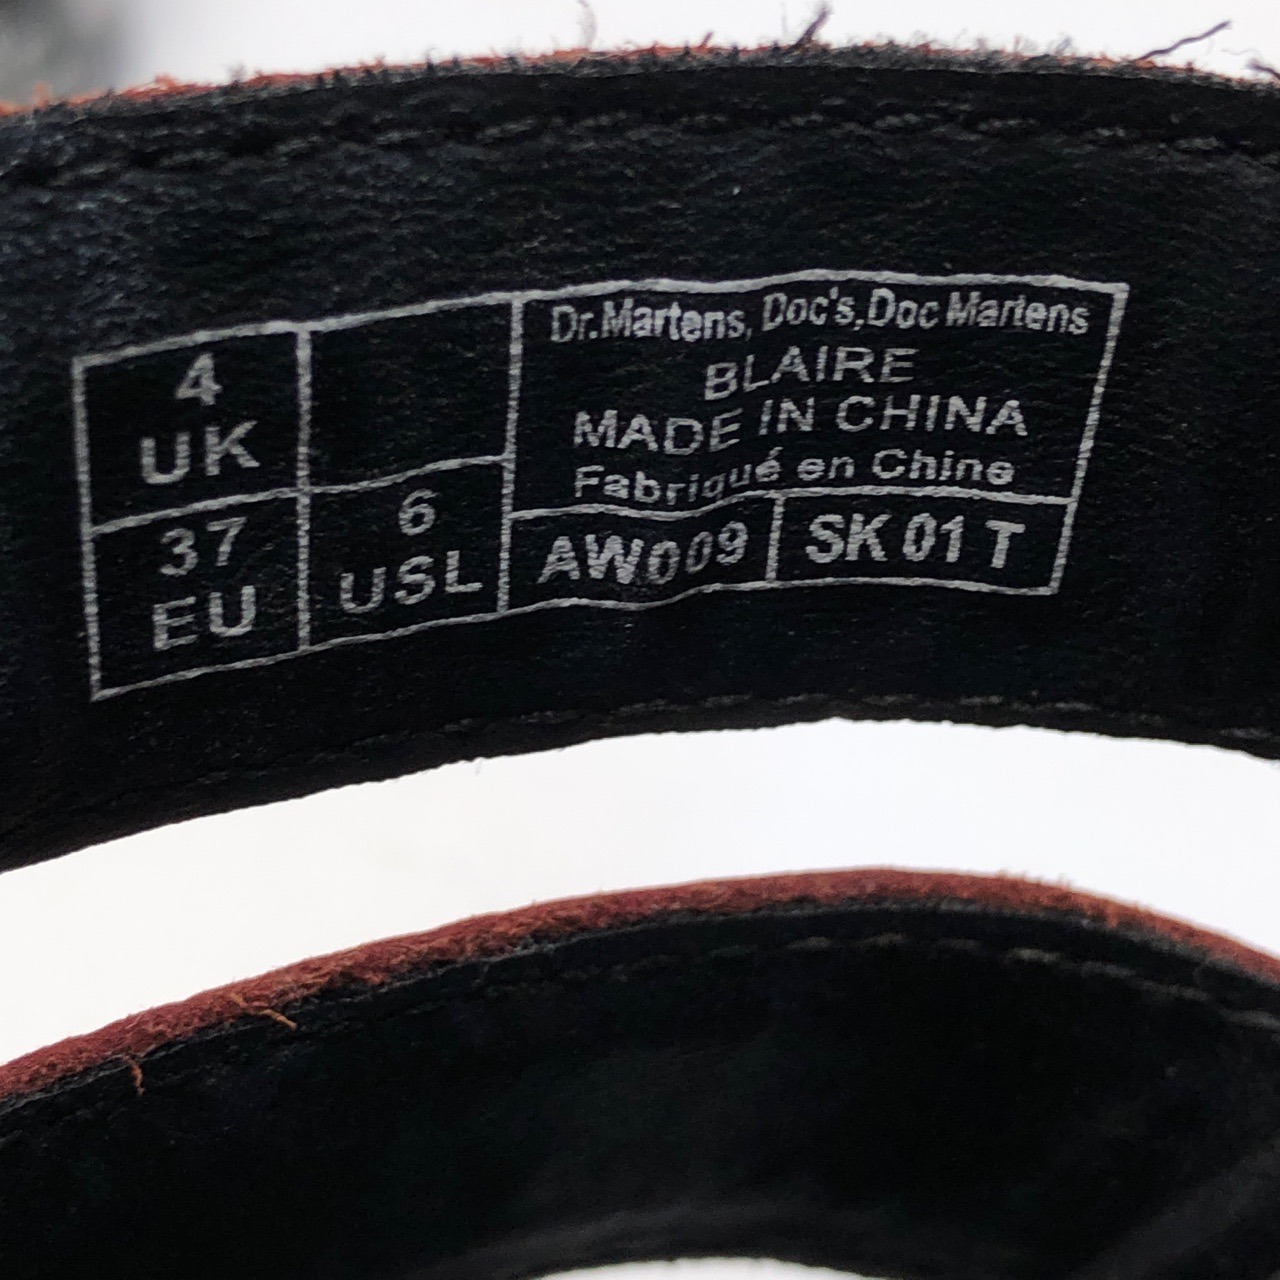 4
UK
37
EU
6
USL
Dr.Martens, Doc's, Doc Martens
BLAIRE
MADE IN CHINA
Fabriqué en Chine
AW009
SK 01 T